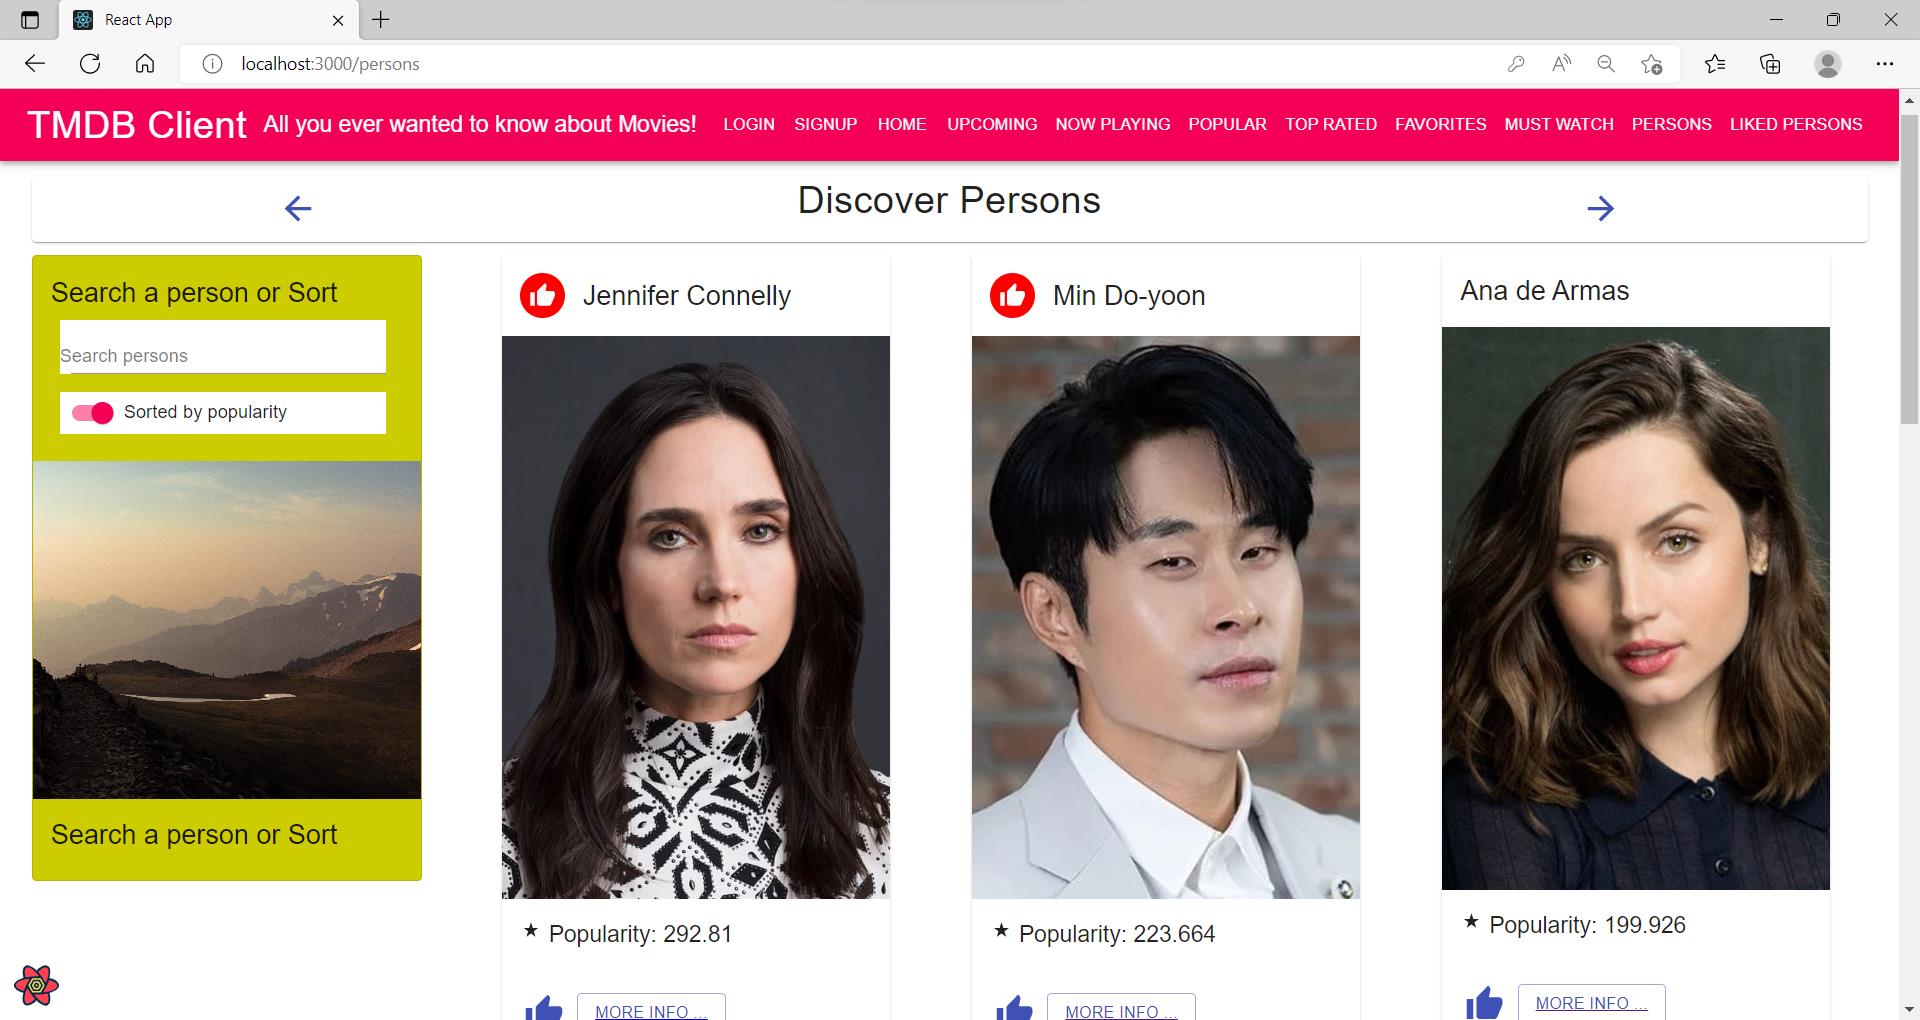 React App
localhost:3000/persons
TMDB Client All you ever wanted to know about Movies! LOGIN SIGNUP HOME UPCOMING NOW PLAYING POPULAR TOP RATED FAVORITES MUST WATCH PERSONS LIKED PERSONS
Discover Persons
Search a person or Sort
Search persons
Sorted by popularity
Search a person or Sort
Jennifer Connelly
Popularity: 292.81
MORE INFO ...
Min Do-yoon
Popularity: 223.664
MORE INFO ...
Ana de Armas
Popularity: 199.926
MORE INFO ...